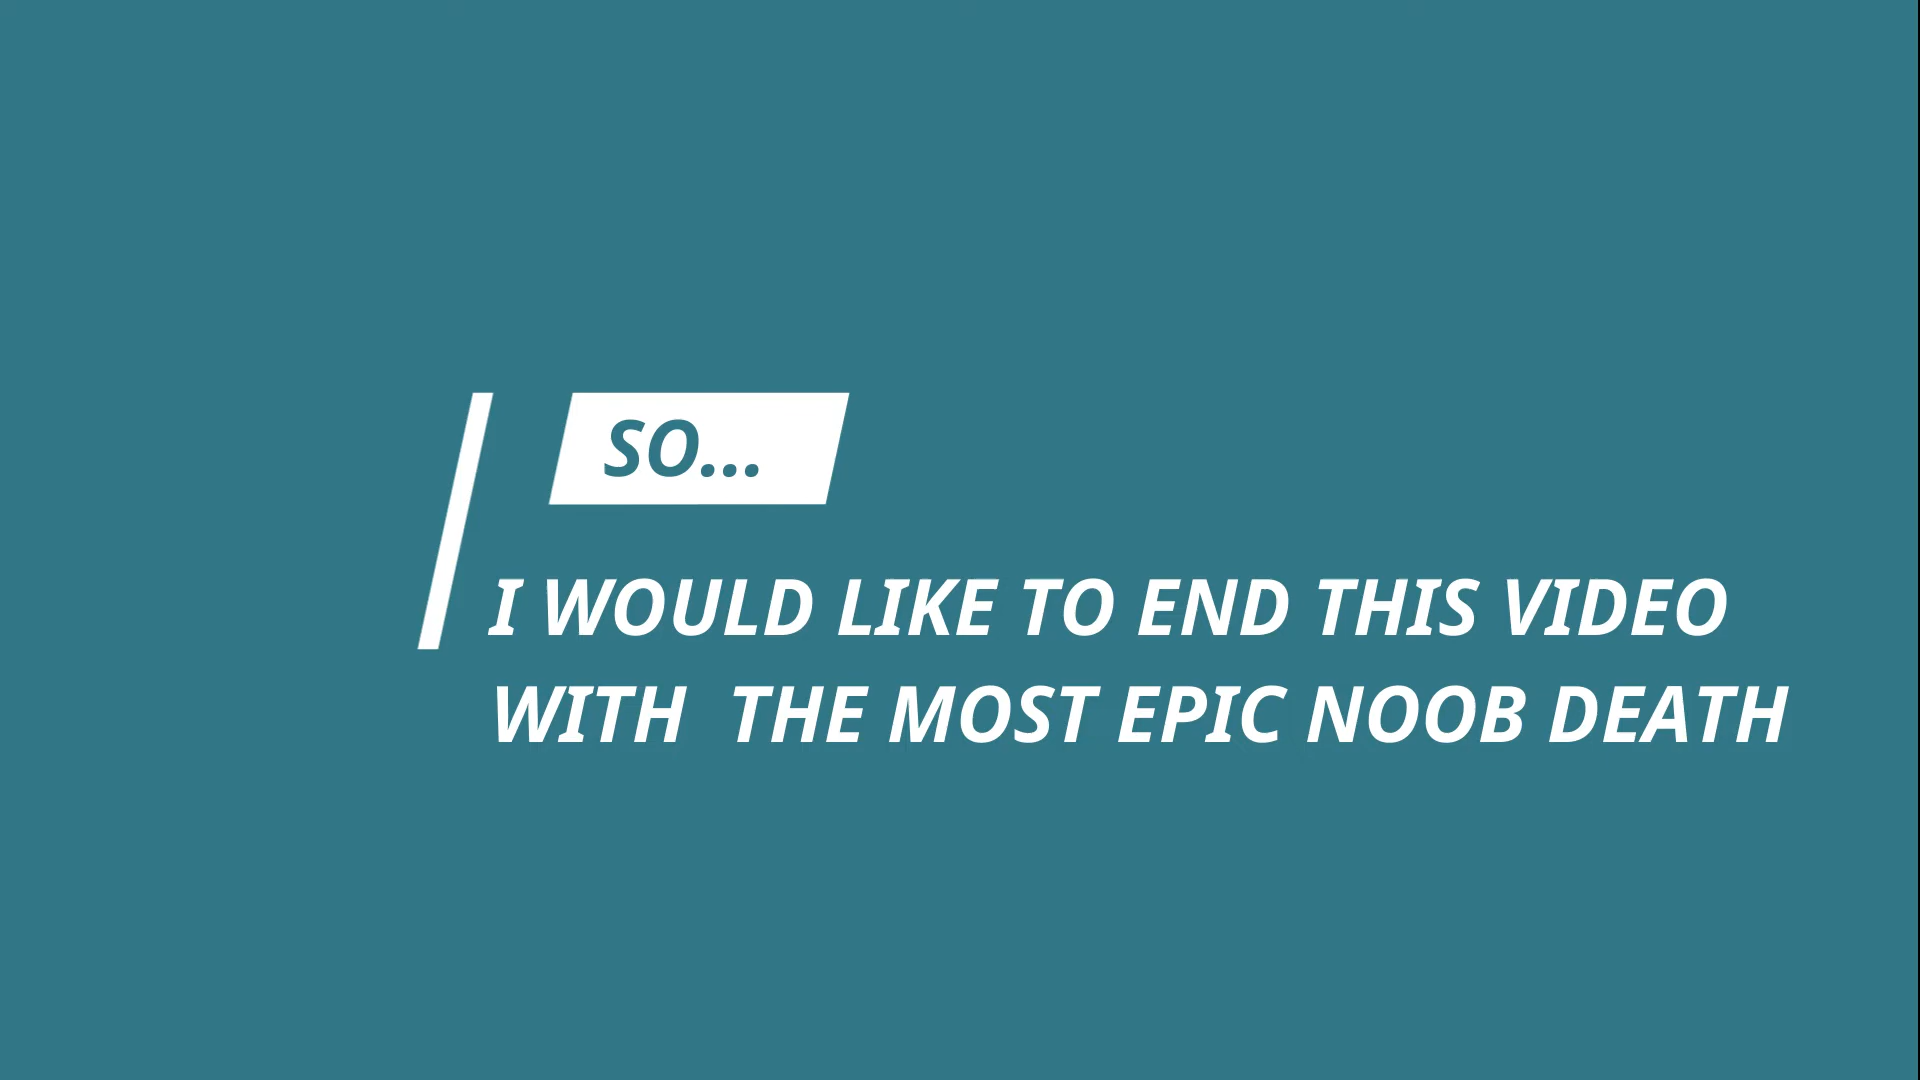 SO...
I WOULD LIKE TO END THIS VIDEO
WITH  THE MOST EPIC NOOB DEATH